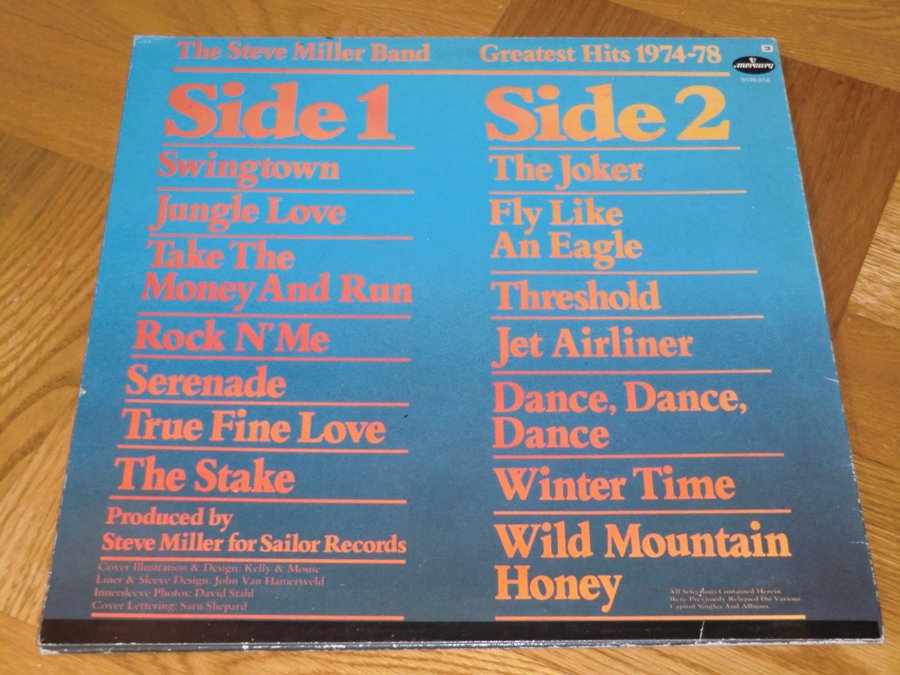 The Steve Miller Band
Greatest Hits 1974-78
Mercury
Side 1
Swingtown
Jungle Love
Take The
Money And Run
Rock N' Me
Serenade
True Fine Love
The Stake
Produced by
Steve Miller for Sailor Records
Cover Illustration & Design: Kelly & Mouse
Liner & Sleeve Design: John Van Hamersveld
Innersleeve Photos: David Stahl
Cover Lettering: Sarn Shepard
Side 2
The Joker
Fly Like
An Eagle
Threshold
Jet Airliner
Dance, Dance,
Dance
Winter Time
Wild Mountain
Honey
All Selections Contained Herein
Were Previously Released On Various
Capitol Singles And Albums.